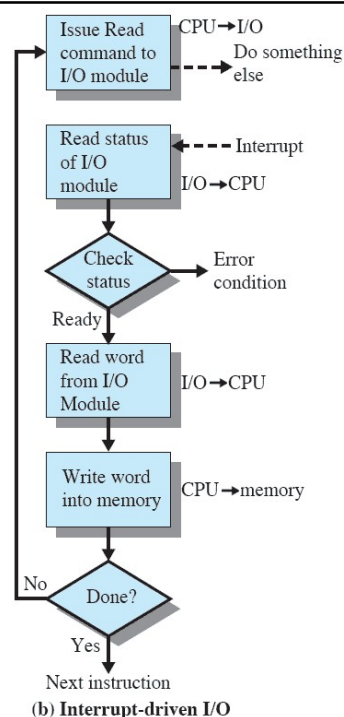 Issue Read
command to
I/O module
CPU→I/O
Do something
else
Read status
of I/O
module
Interrupt
I/O→CPU
Check
status
Error
condition
Ready
Read word
from I/O
Module
I/O→CPU
Write word
into memory
CPU→memory
No
Done?
Yes
Next instruction
(b) Interrupt-driven I/O